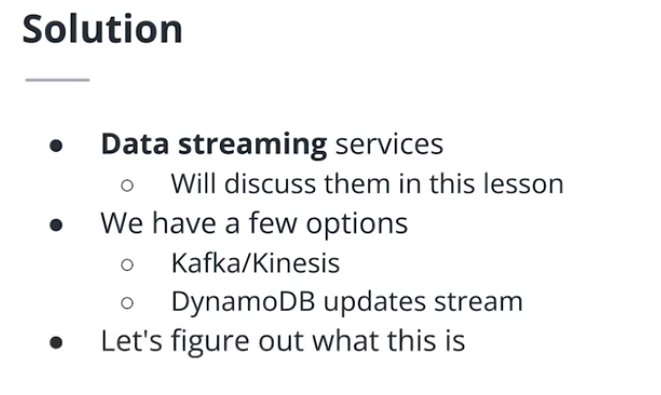 Solution
● Data streaming services
○ Will discuss them in this lesson
● We have a few options
○ Kafka/Kinesis
○ DynamoDB updates stream
● Let's figure out what this is